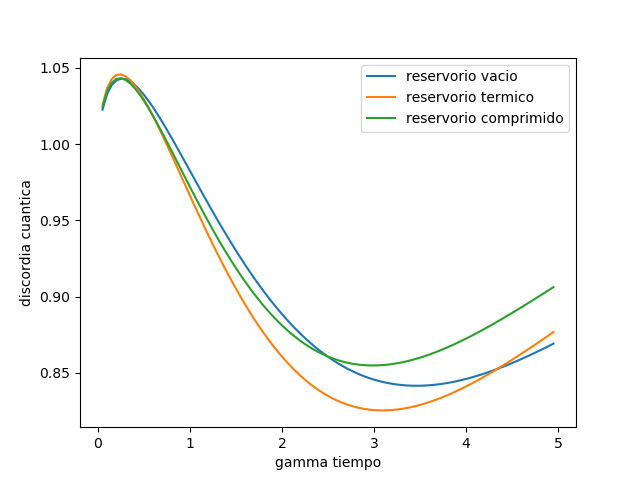 1.05
1.00
0.95
0.90
0.85
discordia cuantica
reservorio vacio
reservorio termico
reservorio comprimido
0 1 2 3 4 5
gamma tiempo